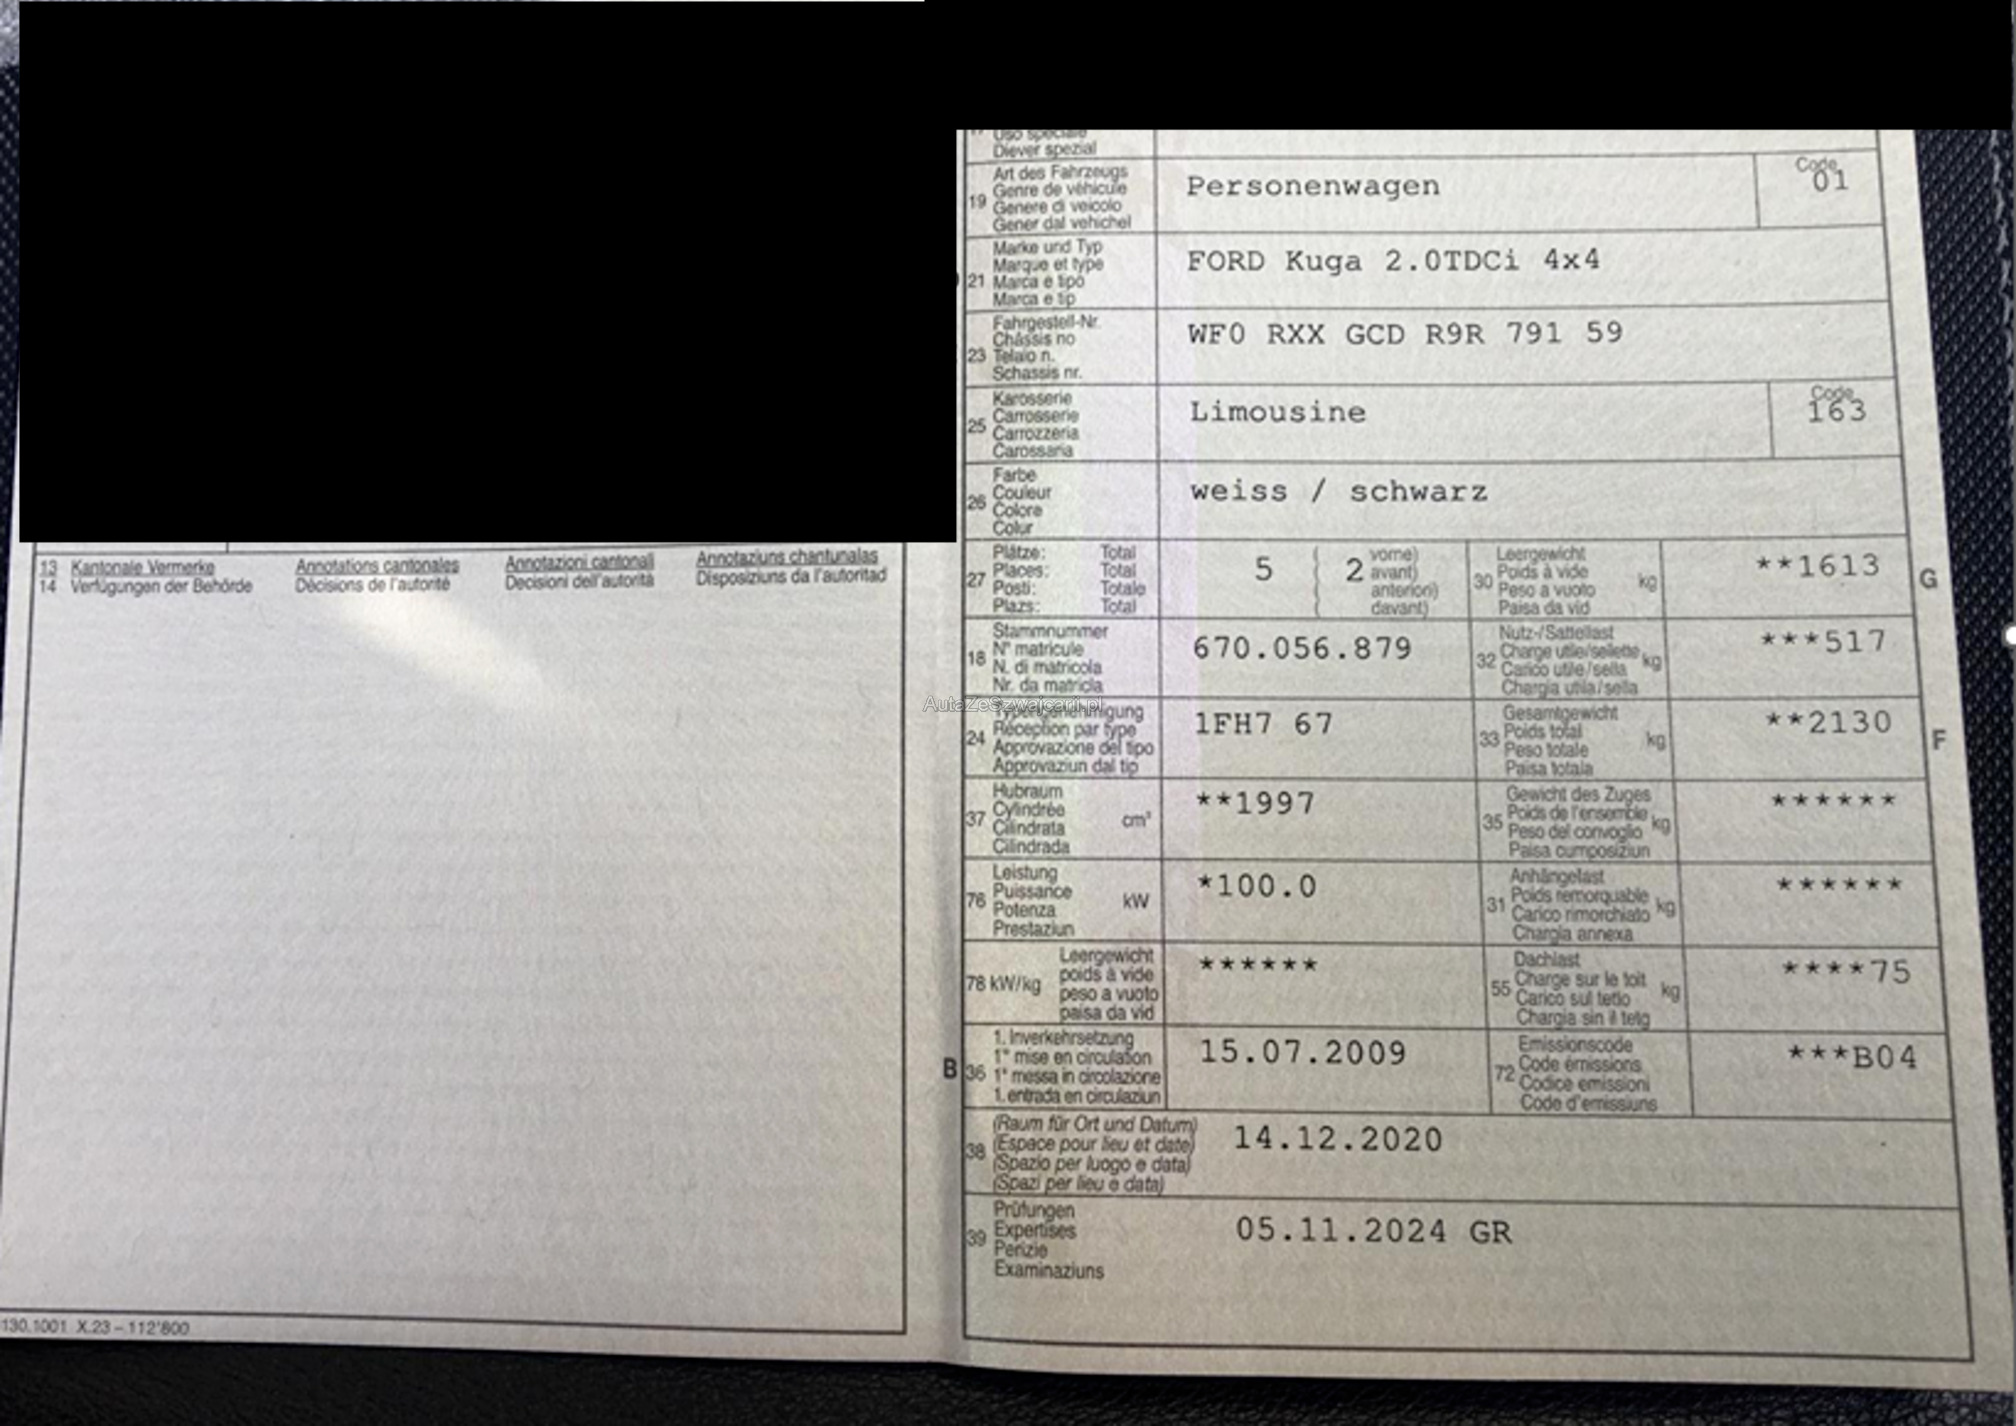 Uso speciale
Diever spezial
19 Art des Fahrzeugs
Genre de véhicule
Genere di veicolo
Gener dal vehichel
Personenwagen
Code
01
21 Marke und Typ
Marque et type
Marca e tipo
Marca e tip
FORD Kuga 2.0TDCi 4x4
23 Fahrgestell-Nr.
Châssis no
Telaio n.
Schassis nr.
WF0 RXX GCD R9R 791 59
25 Karosserie
Carrosserie
Carrozzeria
Carossaria
Limousine
Code
163
26 Farbe
Couleur
Colore
Colur
weiss / schwarz
13 Kantonale Vermerke Annotations cantonales Annotazioni cantonali Annotaziuns chantunalas
14 Verfügungen der Behörde Décisions de l'autorité Decisioni dell'autorità Disposiziuns da l'autoritad
27 Plätze: Total
Places: Total
Posti: Totale
Plazs: Total
5 ( 2 vorne)
avant)
anteriori)
davant)
30 Leergewicht
Poids à vide kg
Peso a vuoto
Paisa da vid
**1613
G
18 Stammnummer
N° matricule
N. di matricola
Nr. da matricla
670.056.879
32 Nutz-/Sattellast
Charge utile/sellette kg
Carico utile/sella
Chargia utila/sella
***517
AutaZeSzwajcarii.pl
24 Typengenehmigung
Réception par type
Approvazione del tipo
Approvaziun dal tip
1FH7 67
33 Gesamtgewicht
Poids total kg
Peso totale
Paisa totala
**2130
F
37 Hubraum
Cylindrée cm³
Cilindrata
Cilindrada
**1997
35 Gewicht des Zuges
Poids de l'ensemble kg
Peso del convoglio
Paisa cumposiziun
******
76 Leistung
Puissance kW
Potenza
Prestaziun
*100.0
31 Anhängelast
Poids remorquable kg
Carico rimorchiato
Chargia annexa
******
78 kW/kg Leergewicht
poids à vide
peso a vuoto
paisa da vid
******
55 Dachlast
Charge sur le toit kg
Carico sul tetto
Chargia sin il tetg
****75
B
36 1. Inverkehrsetzung
1° mise en circulation
1° messa in circolazione
1. entrada en circulaziun
15.07.2009
72 Emissionscode
Code émissions
Codice emissioni
Code d'emissiuns
***B04
38 (Raum für Ort und Datum)
(Espace pour lieu et date)
(Spazio per luogo e data)
(Spazi per lieu e data)
14.12.2020
39 Prüfungen
Expertises
Perizie
Examinaziuns
05.11.2024 GR
130.1001 X.23 – 112'800